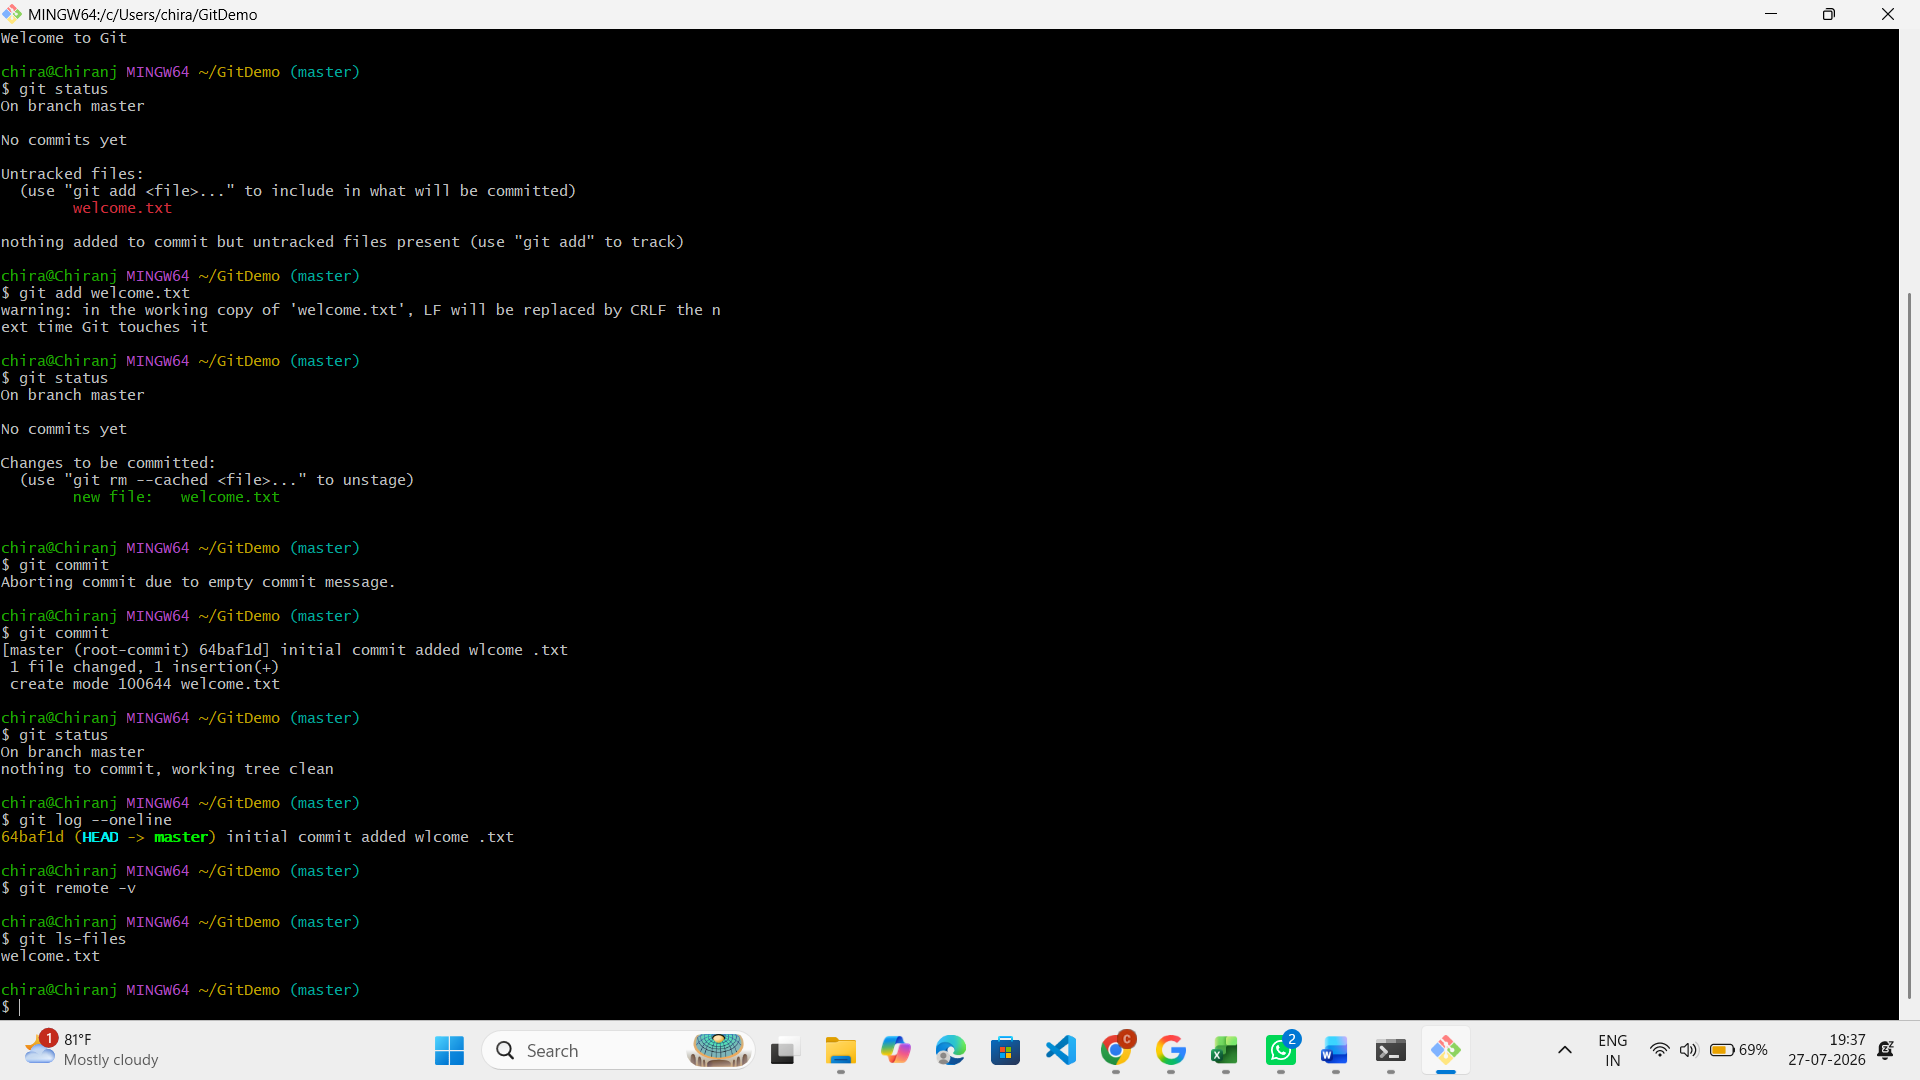 MINGW64:/c/Users/chira/GitDemo
Welcome to Git
chira@Chiranj MINGW64 ~/GitDemo (master)
$ git status
On branch master
No commits yet
Untracked files:
  (use "git add <file>..." to include in what will be committed)
        welcome.txt
nothing added to commit but untracked files present (use "git add" to track)
chira@Chiranj MINGW64 ~/GitDemo (master)
$ git add welcome.txt
warning: in the working copy of 'welcome.txt', LF will be replaced by CRLF the n
ext time Git touches it
chira@Chiranj MINGW64 ~/GitDemo (master)
$ git status
On branch master
No commits yet
Changes to be committed:
  (use "git rm --cached <file>..." to unstage)
        new file:   welcome.txt
chira@Chiranj MINGW64 ~/GitDemo (master)
$ git commit
Aborting commit due to empty commit message.
chira@Chiranj MINGW64 ~/GitDemo (master)
$ git commit
[master (root-commit) 64baf1d] initial commit added wlcome .txt
 1 file changed, 1 insertion(+)
 create mode 100644 welcome.txt
chira@Chiranj MINGW64 ~/GitDemo (master)
$ git status
On branch master
nothing to commit, working tree clean
chira@Chiranj MINGW64 ~/GitDemo (master)
$ git log --oneline
64baf1d (HEAD -> master) initial commit added wlcome .txt
chira@Chiranj MINGW64 ~/GitDemo (master)
$ git remote -v
chira@Chiranj MINGW64 ~/GitDemo (master)
$ git ls-files
welcome.txt
chira@Chiranj MINGW64 ~/GitDemo (master)
$
1
81°F
Mostly cloudy
Search
C
2
ENG
IN
69%
19:37
27-07-2026